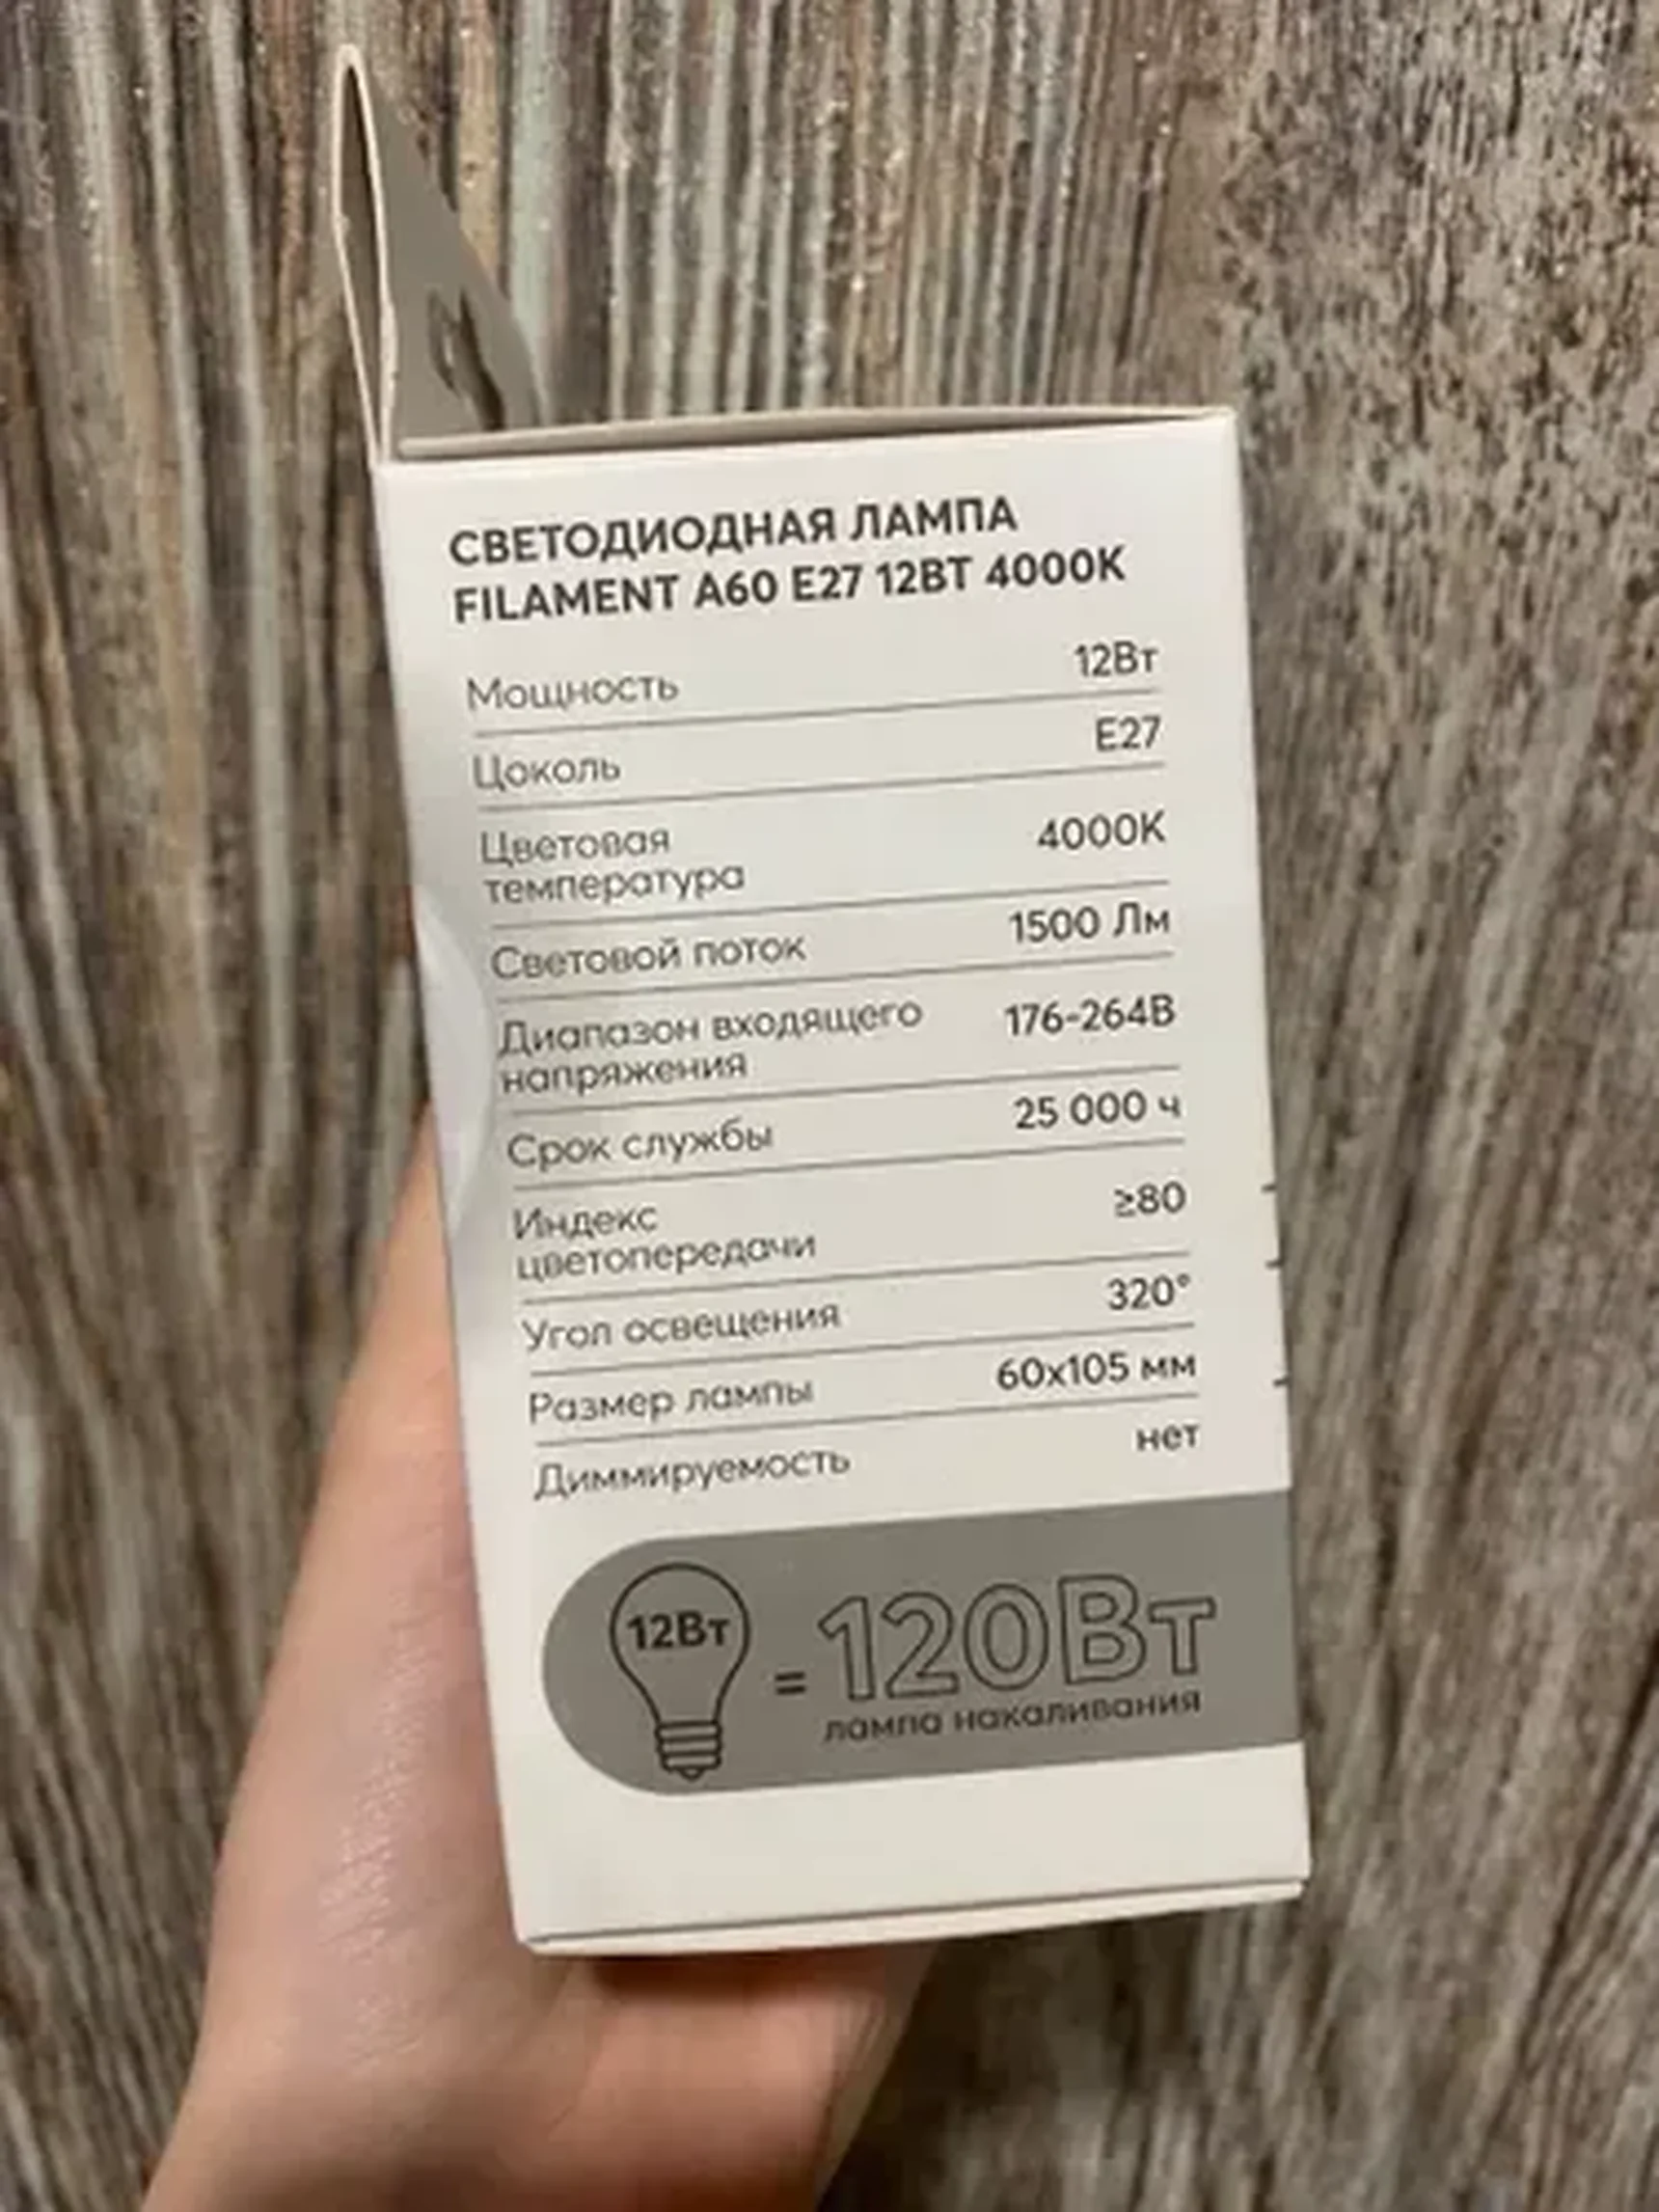 СВЕТОДИОДНАЯ ЛАМПА
FILAMENT A60 E27 12ВТ 4000K
Мощность 12Вт
Цоколь E27
Цветовая
температура 4000K
Световой поток 1500 Лм
Диапазон входящего
напряжения 176-264В
Срок службы 25 000 ч
Индекс
цветопередачи ≥80
Угол освещения 320°
Размер лампы 60х105 мм
Диммируемость нет
12Вт = 120Вт
лампа накаливания